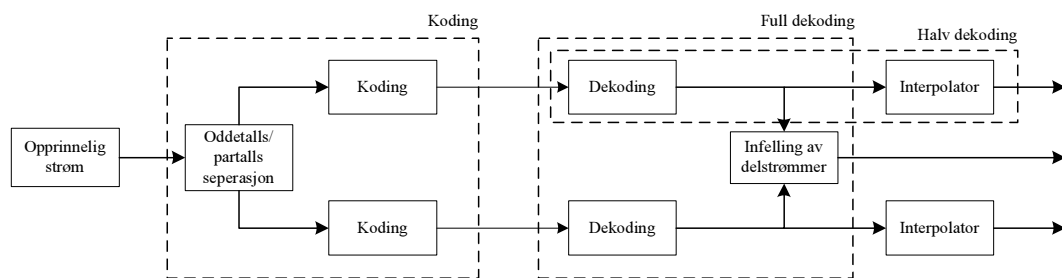 Koding
Full dekoding
Halv dekoding
Koding
Dekoding
Interpolator
Opprinnelig
strøm
Oddetalls/
partalls
seperasjon
Infelling av
delstrømmer
Koding
Dekoding
Interpolator